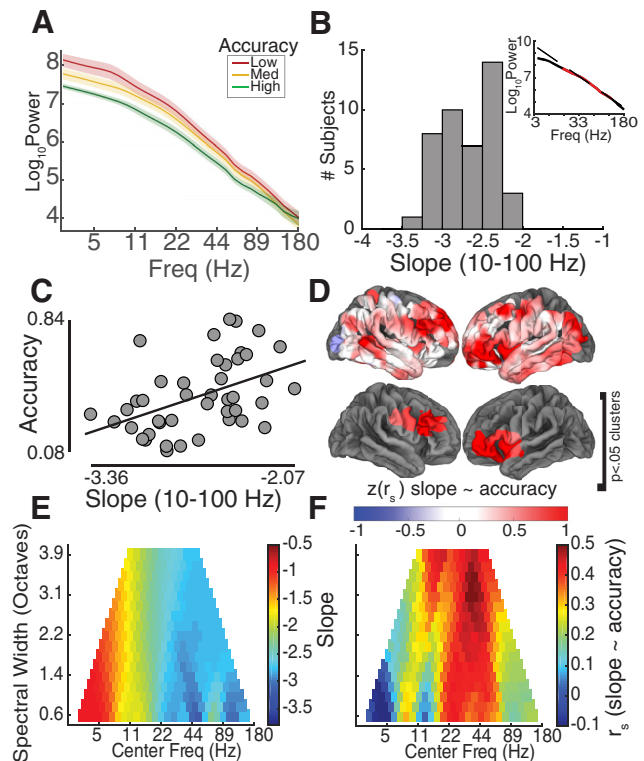 A
Accuracy
Low
Med
High
8
7
6
5
4
Log10Power
5 11 22 44 89 180
Freq (Hz)
B
15
10
5
0
# Subjects
-4 -3.5 -3 -2.5 -2 -1.5 -1
Slope (10-100 Hz)
10
8
6
4
Log10Power
3 33 180
Freq (Hz)
C
0.84
Accuracy
0.08
-3.36 -2.07
Slope (10-100 Hz)
D
p<.05 clusters
z(rs) slope ~ accuracy
-1 0 1
E
3.9
3.1
2.2
1.4
0.6
Spectral Width (Octaves)
5 11 22 44 89 180
Center Freq (Hz)
-0.5
-1
-1.5
-2
-2.5
-3
-3.5
Slope
F
5 11 22 44 89 180
Center Freq (Hz)
0.5
0.4
0.3
0.2
0.1
0
-0.1
rs (slope ~ accuracy)